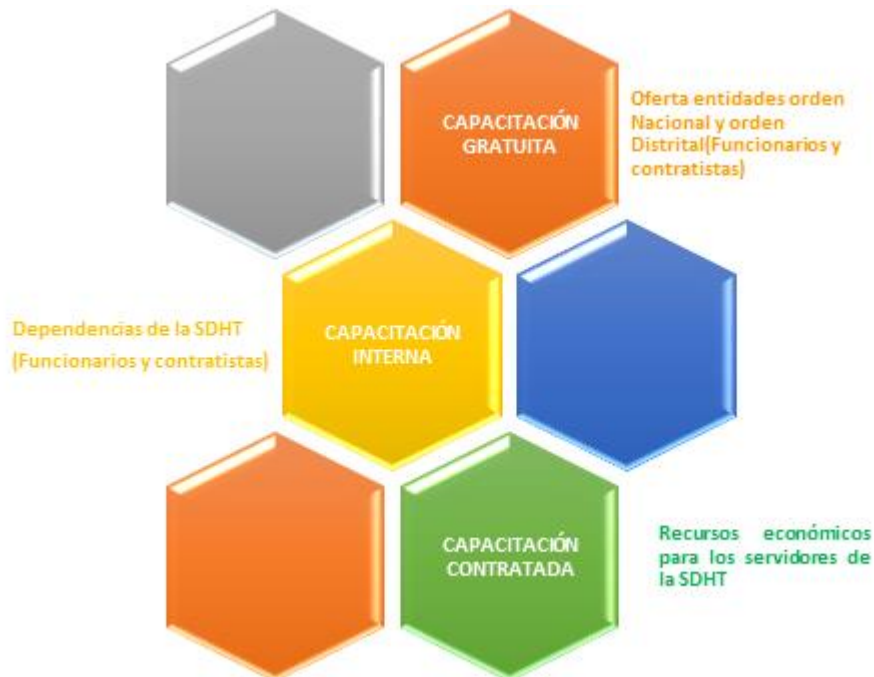 CAPACITACIÓN
GRATUITA
Oferta entidades orden
Nacional y orden
Distrital(Funcionarios y
contratistas)
Dependencias de la SDHT
(Funcionarios y contratistas)
CAPACITACIÓN
INTERNA
CAPACITACIÓN
CONTRATADA
Recursos económicos
para los servidores de
la SDHT